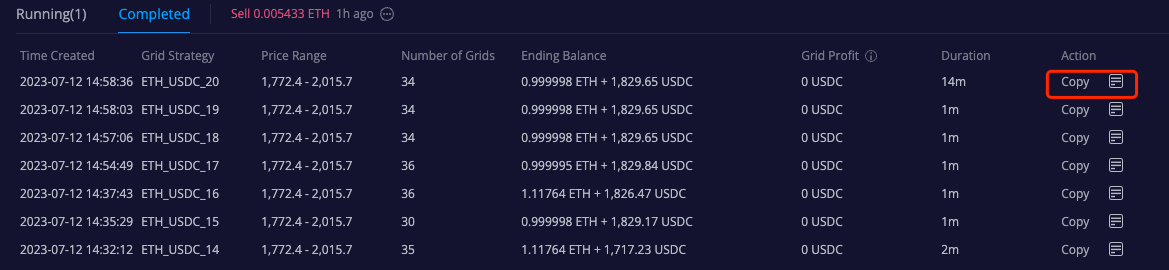 Running(1) Completed Sell 0.005433 ETH 1h ago
Time Created Grid Strategy Price Range Number of Grids Ending Balance Grid Profit Duration Action
2023-07-12 14:58:36 ETH_USDC_20 1,772.4 - 2,015.7 34 0.999998 ETH + 1,829.65 USDC 0 USDC 14m Copy
2023-07-12 14:58:03 ETH_USDC_19 1,772.4 - 2,015.7 34 0.999998 ETH + 1,829.65 USDC 0 USDC 1m Copy
2023-07-12 14:57:06 ETH_USDC_18 1,772.4 - 2,015.7 34 0.999998 ETH + 1,829.65 USDC 0 USDC 1m Copy
2023-07-12 14:54:49 ETH_USDC_17 1,772.4 - 2,015.7 36 0.999995 ETH + 1,829.84 USDC 0 USDC 1m Copy
2023-07-12 14:37:43 ETH_USDC_16 1,772.4 - 2,015.7 36 1.11764 ETH + 1,826.47 USDC 0 USDC 1m Copy
2023-07-12 14:35:29 ETH_USDC_15 1,772.4 - 2,015.7 30 0.999998 ETH + 1,829.17 USDC 0 USDC 1m Copy
2023-07-12 14:32:12 ETH_USDC_14 1,772.4 - 2,015.7 35 1.11764 ETH + 1,717.23 USDC 0 USDC 2m Copy